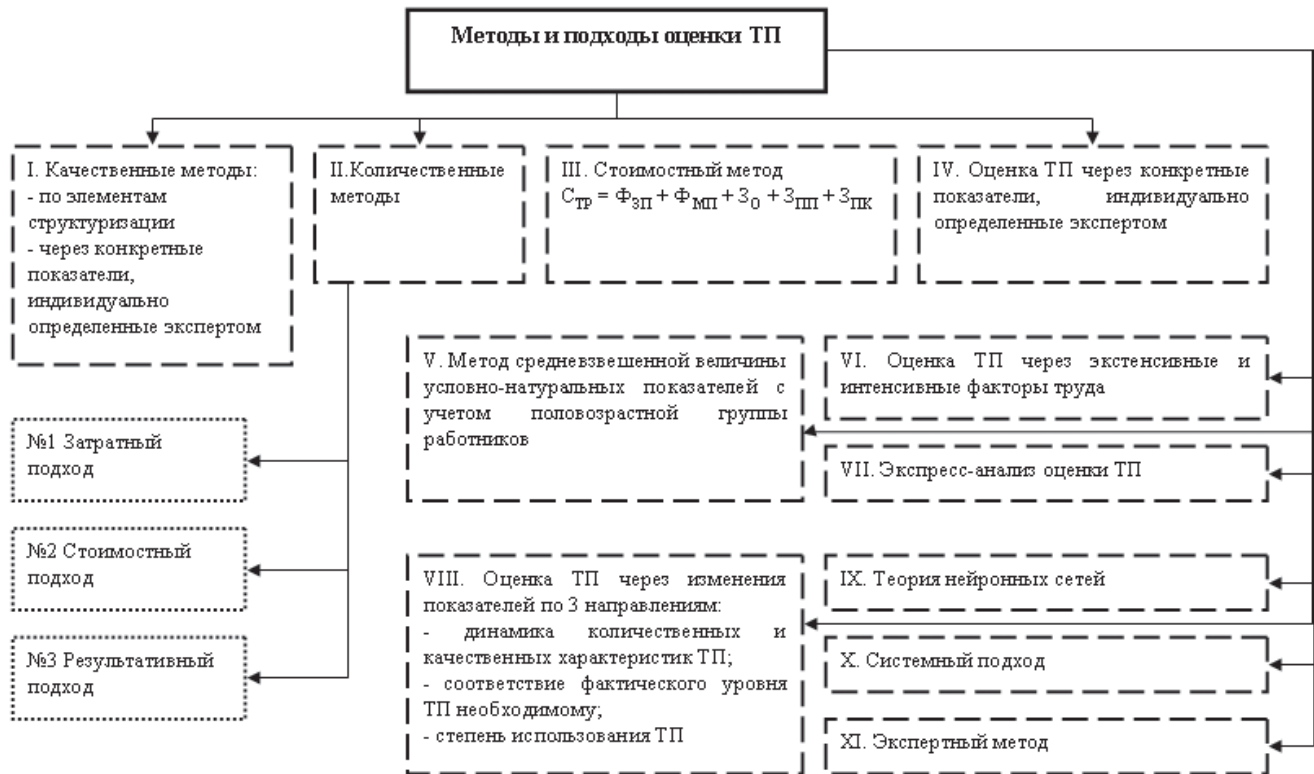 Методы и подходы оценки ТП
I. Качественные методы:
- по элементам
структуризации
- через конкретные
показатели,
индивидуально
определенные экспертом
II.Количественные
методы
III. Стоимостный метод
С_ТР = Ф_ЗП + Ф_МП + З_О + З_ПП + З_ПК
IV. Оценка ТП через конкретные
показатели, индивидуально
определенные экспертом
V. Метод средневзвешенной величины
условно-натуральных показателей с
учетом половозрастной группы
работников
VI. Оценка ТП через экстенсивные и
интенсивные факторы труда
VII. Экспресс-анализ оценки ТП
№1 Затратный
подход
№2 Стоимостный
подход
№3 Результативный
подход
VIII. Оценка ТП через изменения
показателей по 3 направлениям:
- динамика количественных и
качественных характеристик ТП;
- соответствие фактического уровня
ТП необходимому;
- степень использования ТП
IX. Теория нейронных сетей
X. Системный подход
XI. Экспертный метод